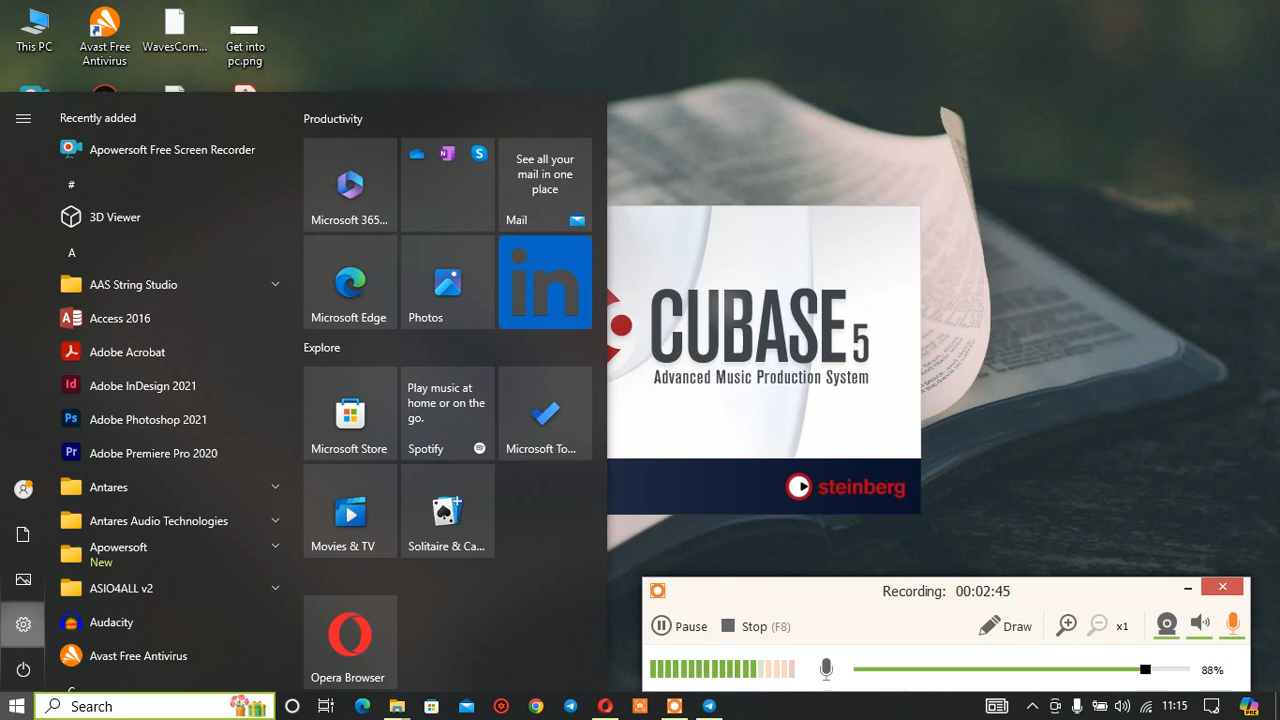 This PC
Avast Free
Antivirus
WavesCom...
Get into
pc.png
Recently added
Apowersoft Free Screen Recorder
#
3D Viewer
A
AAS String Studio
Access 2016
Adobe Acrobat
Adobe InDesign 2021
Adobe Photoshop 2021
Adobe Premiere Pro 2020
Antares
Antares Audio Technologies
Apowersoft
New
ASIO4ALL v2
Audacity
Avast Free Antivirus
Productivity
Microsoft 365...
See all your
mail in one
place
Mail
Microsoft Edge
Photos
in
Explore
Microsoft Store
Play music at
home or on the
go.
Spotify
Microsoft To...
Movies & TV
Solitaire & Ca...
Opera Browser
CUBASE 5
Advanced Music Production System
steinberg
Recording: 00:02:45
Pause
Stop (F8)
Draw
x1
88%
Search
11:15